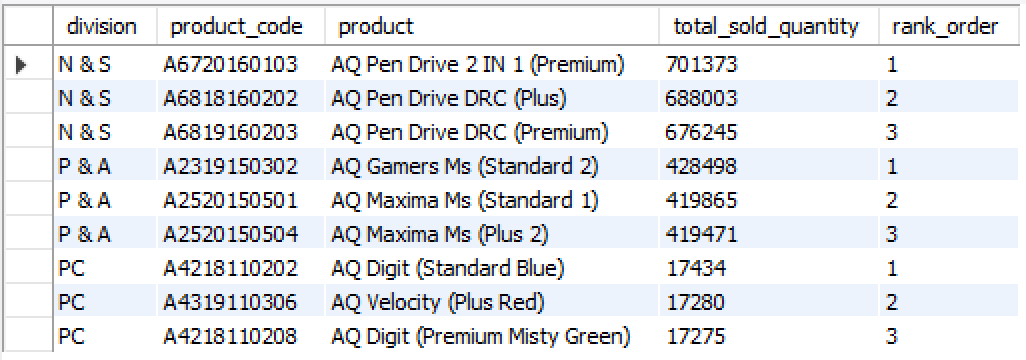 division product_code product total_sold_quantity rank_order
N & S A6720160103 AQ Pen Drive 2 IN 1 (Premium) 701373 1
N & S A6818160202 AQ Pen Drive DRC (Plus) 688003 2
N & S A6819160203 AQ Pen Drive DRC (Premium) 676245 3
P & A A2319150302 AQ Gamers Ms (Standard 2) 428498 1
P & A A2520150501 AQ Maxima Ms (Standard 1) 419865 2
P & A A2520150504 AQ Maxima Ms (Plus 2) 419471 3
PC A4218110202 AQ Digit (Standard Blue) 17434 1
PC A4319110306 AQ Velocity (Plus Red) 17280 2
PC A4218110208 AQ Digit (Premium Misty Green) 17275 3